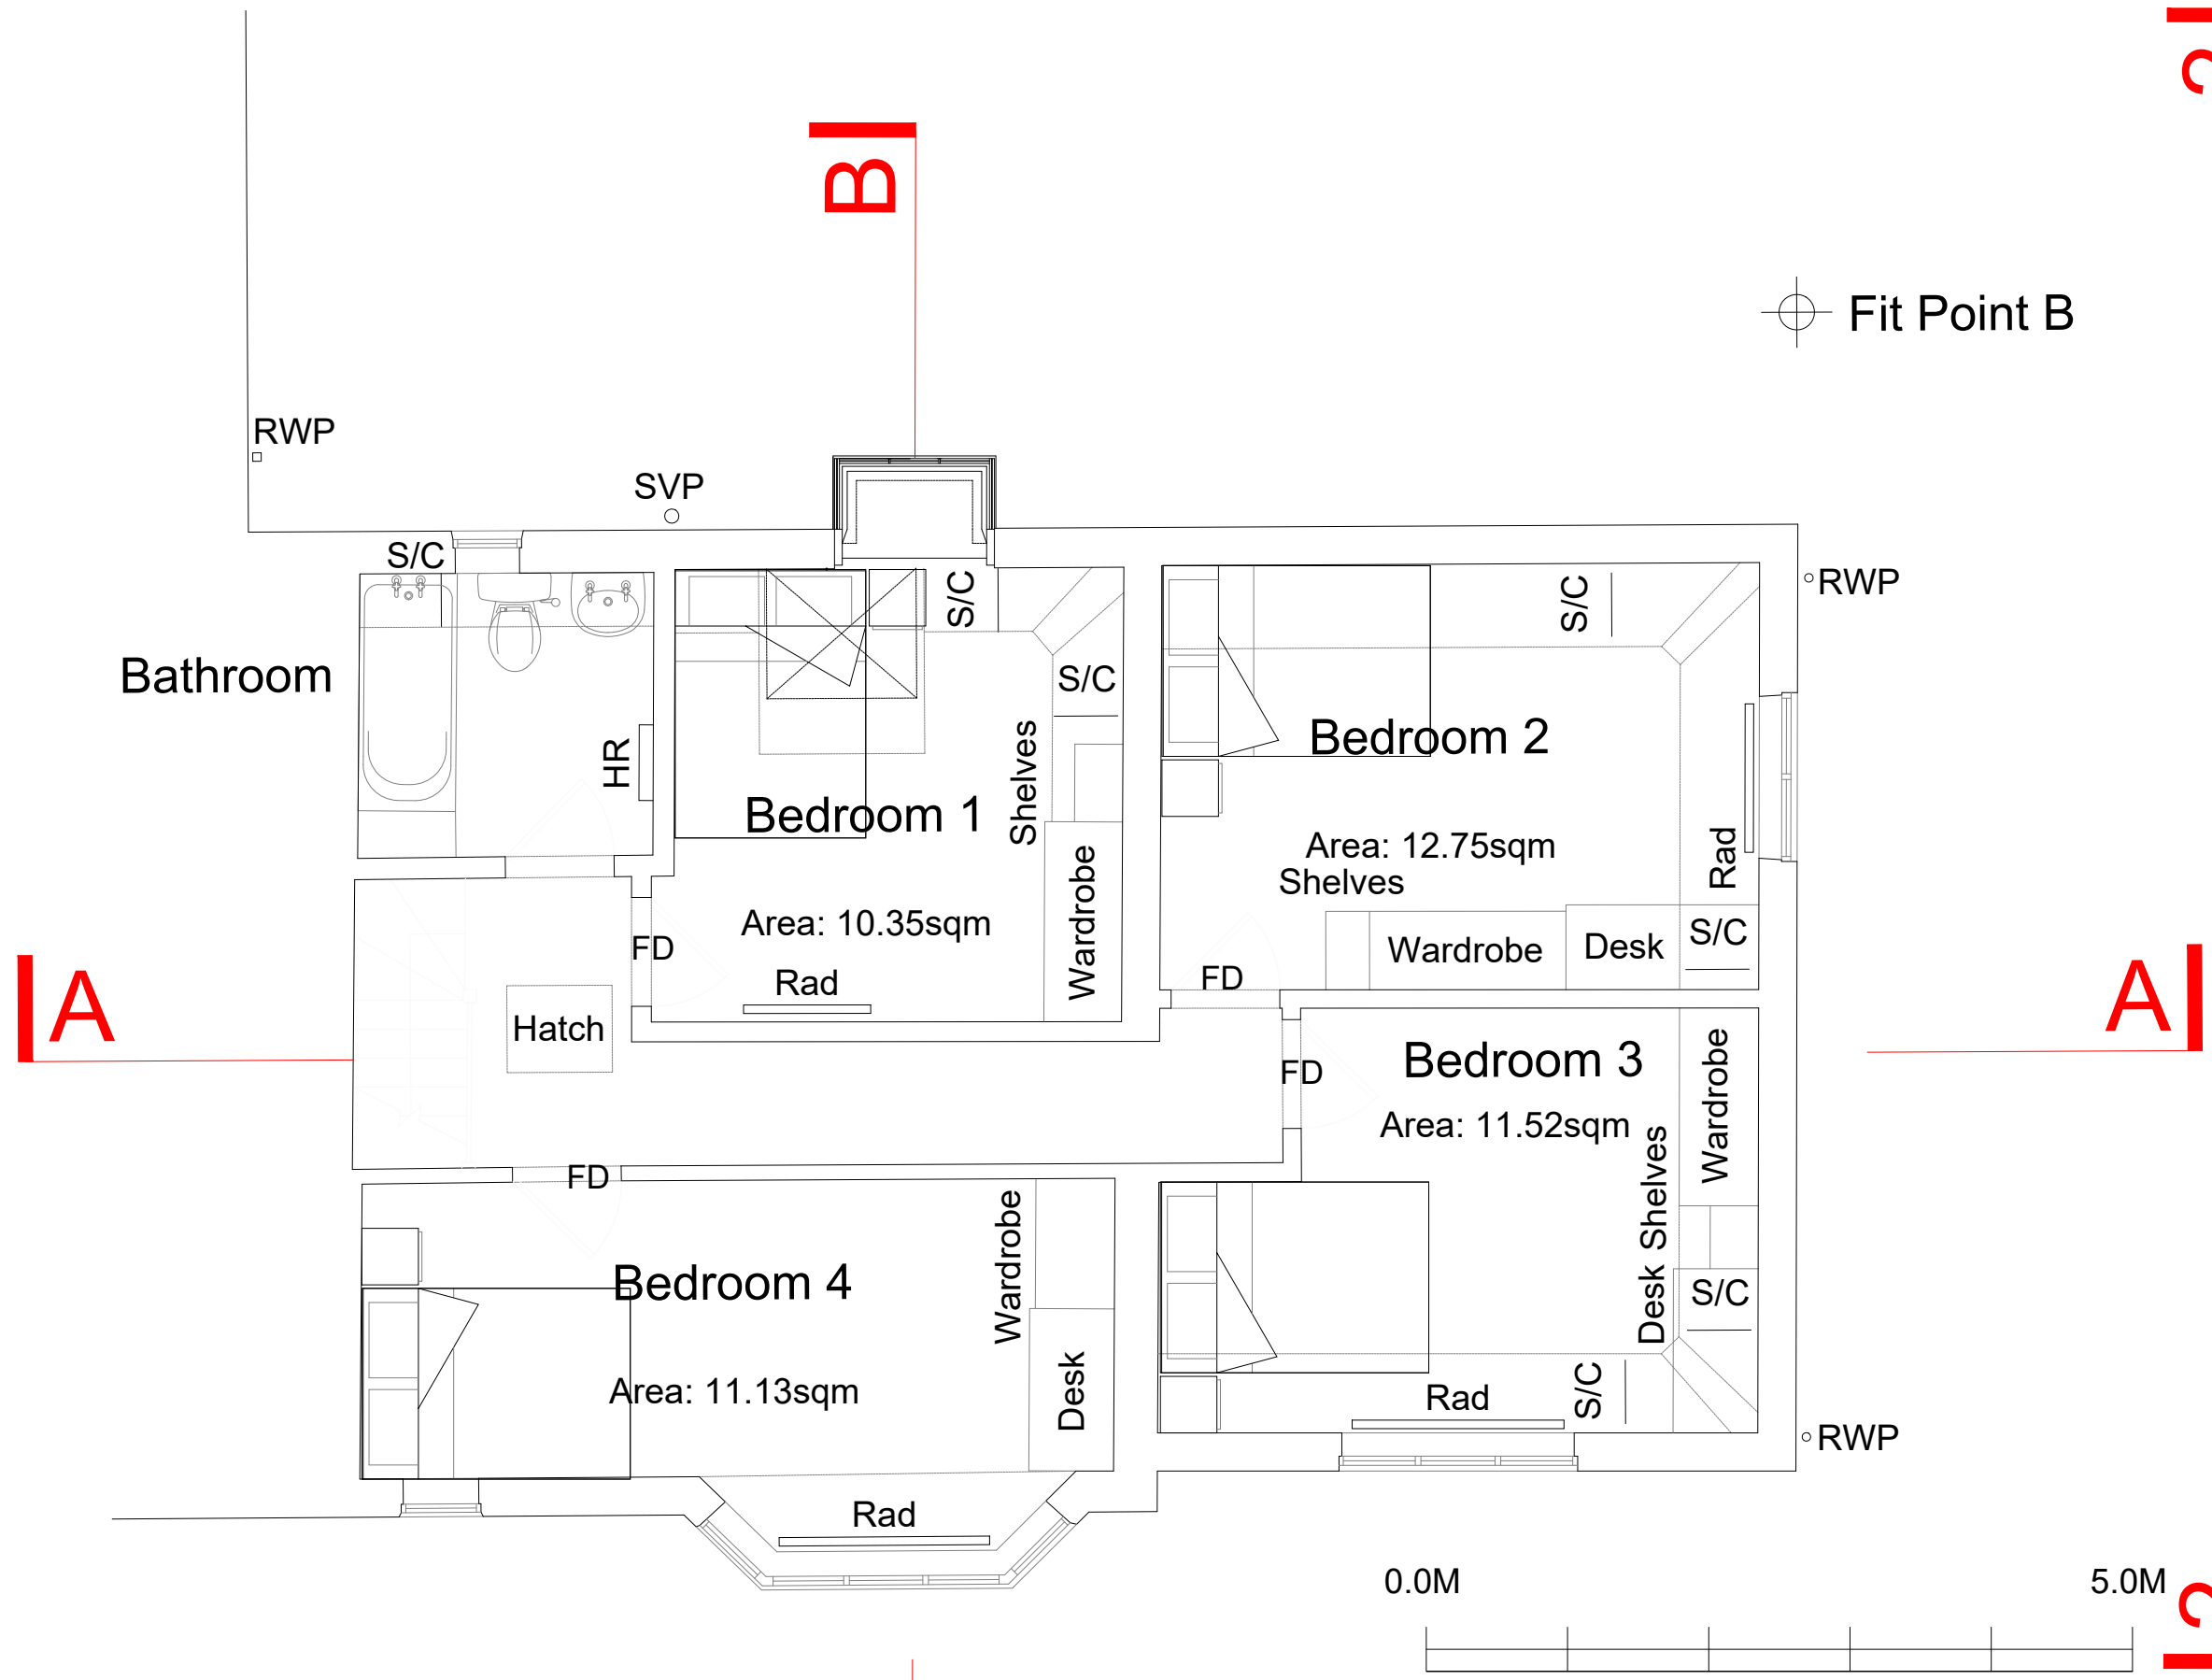 B
Fit Point B
RWP
SVP
S/C
S/C
S/C
RWP
Bathroom
S/C
HR
Shelves
Bedroom 1
Bedroom 2
Area: 12.75sqm
Shelves
Rad
Wardrobe
Area: 10.35sqm
FD
Rad
Wardrobe
Desk
S/C
FD
A
A
Hatch
FD
Bedroom 3
Area: 11.52sqm
Wardrobe
Desk Shelves
FD
Wardrobe
Bedroom 4
S/C
Area: 11.13sqm
Desk
Rad
S/C
RWP
Rad
0.0M
5.0M